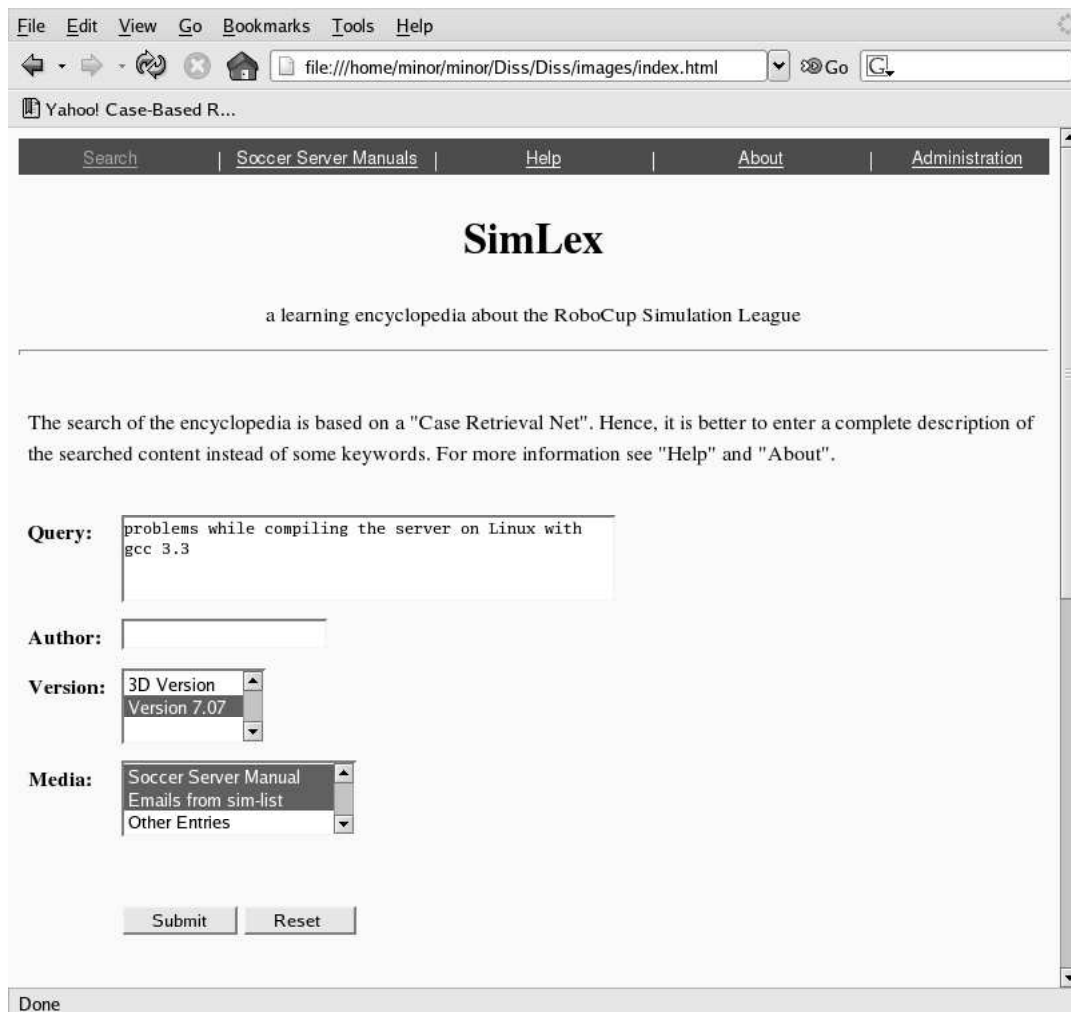 File Edit View Go Bookmarks Tools Help
file:///home/minor/minor/Diss/Diss/images/index.html Go G
Yahoo! Case-Based R...
Search | Soccer Server Manuals | Help | About | Administration
SimLex
a learning encyclopedia about the RoboCup Simulation League
The search of the encyclopedia is based on a "Case Retrieval Net". Hence, it is better to enter a complete description of
the searched content instead of some keywords. For more information see "Help" and "About".
Query: problems while compiling the server on Linux with
gcc 3.3
Author:
Version: 3D Version
Version 7.07
Media: Soccer Server Manual
Emails from sim-list
Other Entries
Submit Reset
Done